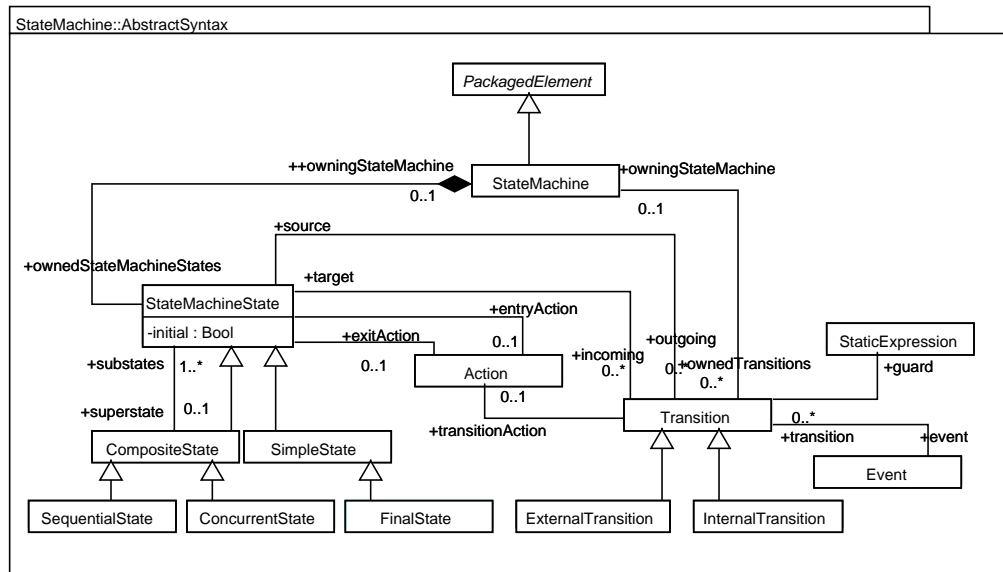 StateMachine::AbstractSyntax
PackagedElement
++owningStateMachine
+owningStateMachine
StateMachine
0..1
0..1
+source
+ownedStateMachineStates
+target
StateMachineState
-initial : Bool
+entryAction
+exitAction
0..1
0..1
+substates
1..*
+superstate
0..1
Action
0..1
+transitionAction
+incoming
0..*
+outgoing
0..*
+ownedTransitions
0..*
StaticExpression
+guard
Transition
0..*
+transition
+event
Event
CompositeState
SimpleState
SequentialState
ConcurrentState
FinalState
ExternalTransition
InternalTransition